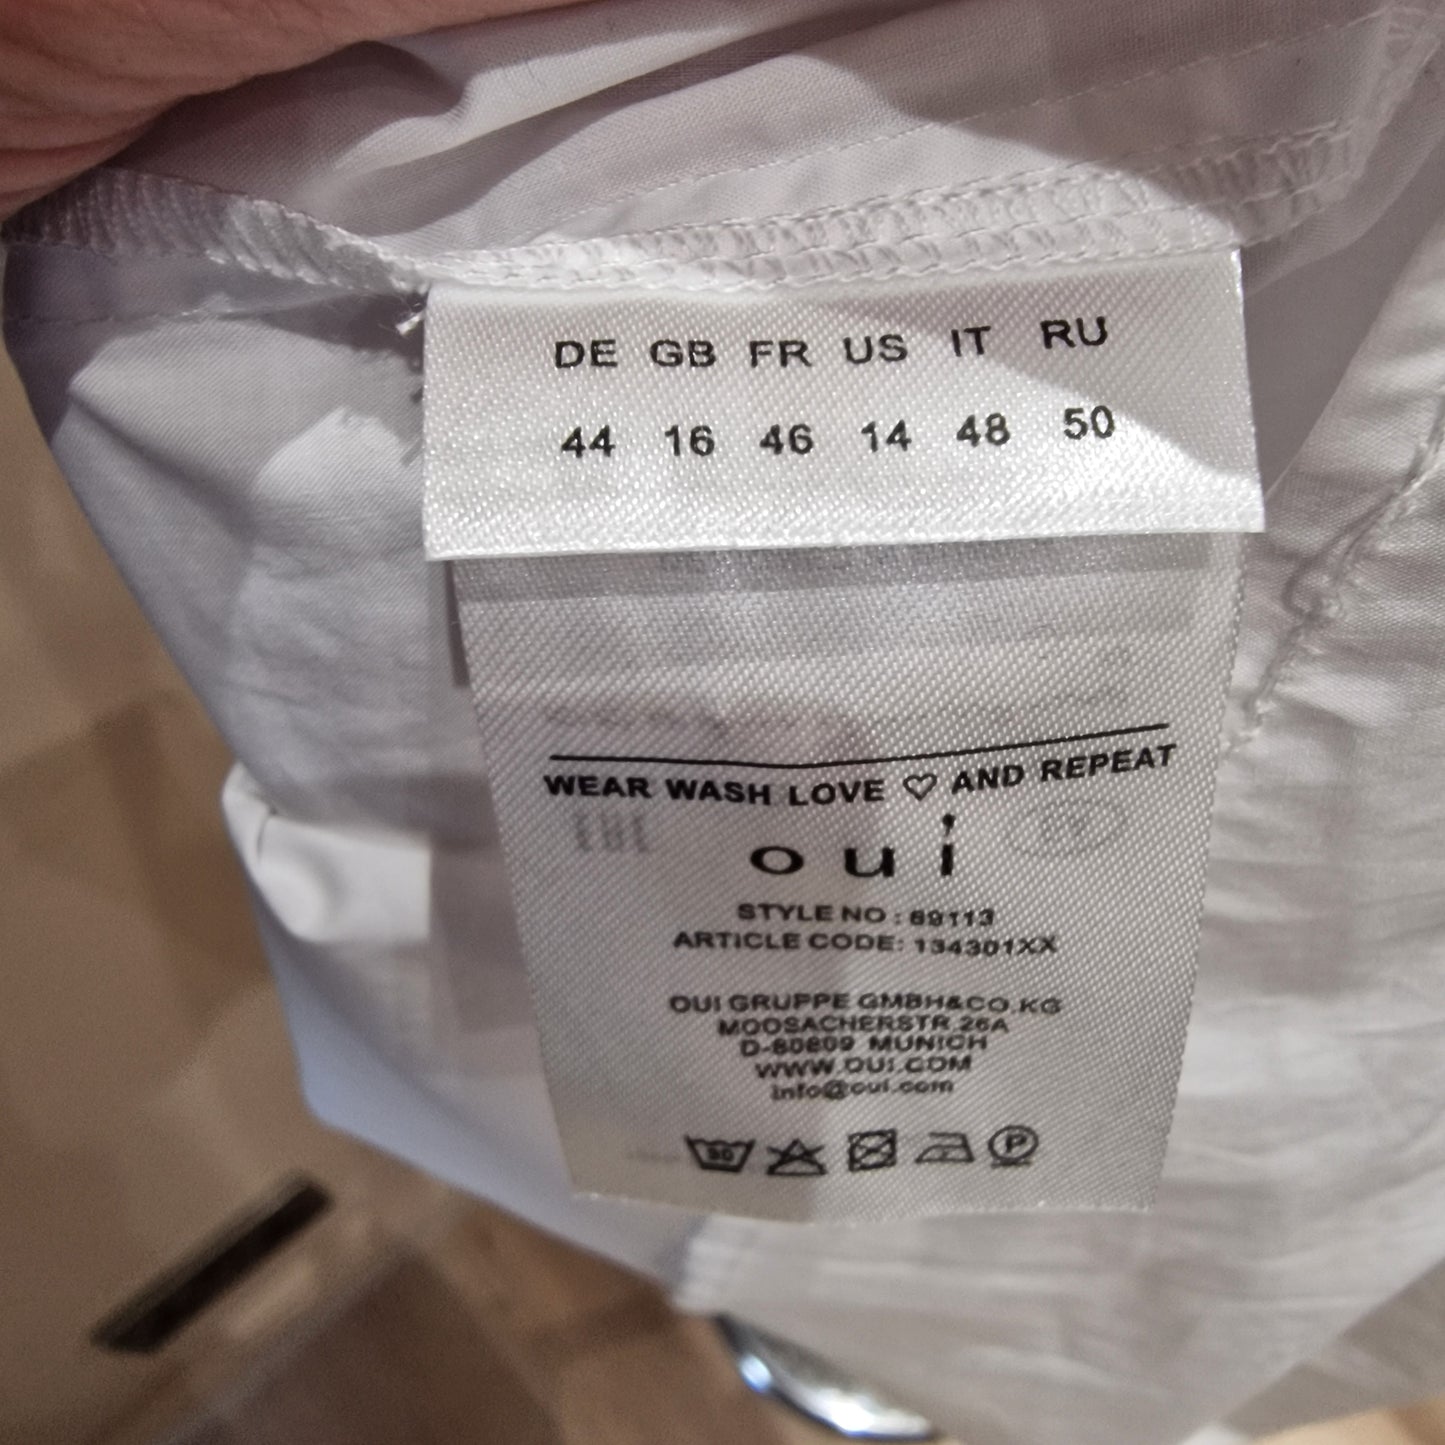 DE GB FR US IT RU
44 16 46 14 48 50
WEAR WASH LOVE ♡ AND REPEAT
oui
STYLE NO : 69113
ARTICLE CODE: 134301XX
OUI GRUPPE GMBH&CO.KG
MOOSACHERSTR.26A
D-80809 MUNICH
WWW.OUI.COM
info@oui.com
30 P